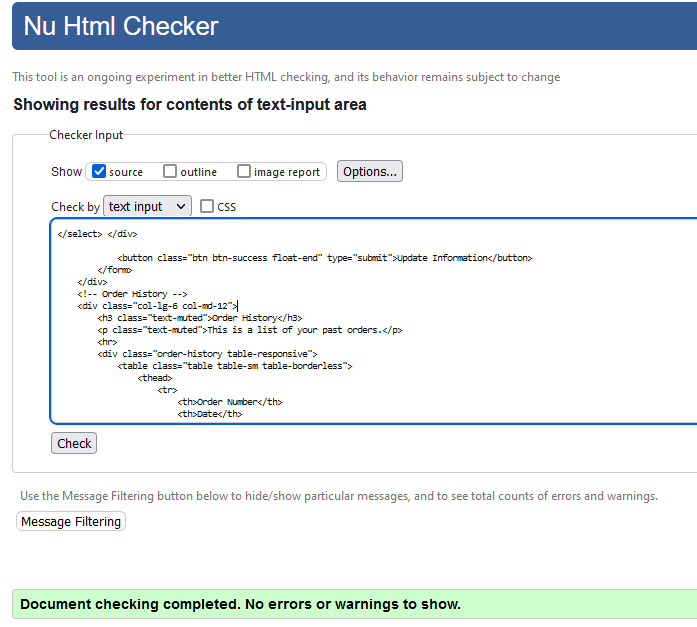 Nu Html Checker
This tool is an ongoing experiment in better HTML checking, and its behavior remains subject to change
Showing results for contents of text-input area
Checker Input
Show source outline image report Options...
Check by text input CSS
</select> </div>
<button class="btn btn-success float-end" type="submit">Update Information</button>
</form>
</div>
<!-- Order History -->
<div class="col-lg-6 col-md-12">
<h3 class="text-muted">Order History</h3>
<p class="text-muted">This is a list of your past orders.</p>
<hr>
<div class="order-history table-responsive">
<table class="table table-sm table-borderless">
<thead>
<tr>
<th>Order Number</th>
<th>Date</th>
Check
Use the Message Filtering button below to hide/show particular messages, and to see total counts of errors and warnings.
Message Filtering
Document checking completed. No errors or warnings to show.